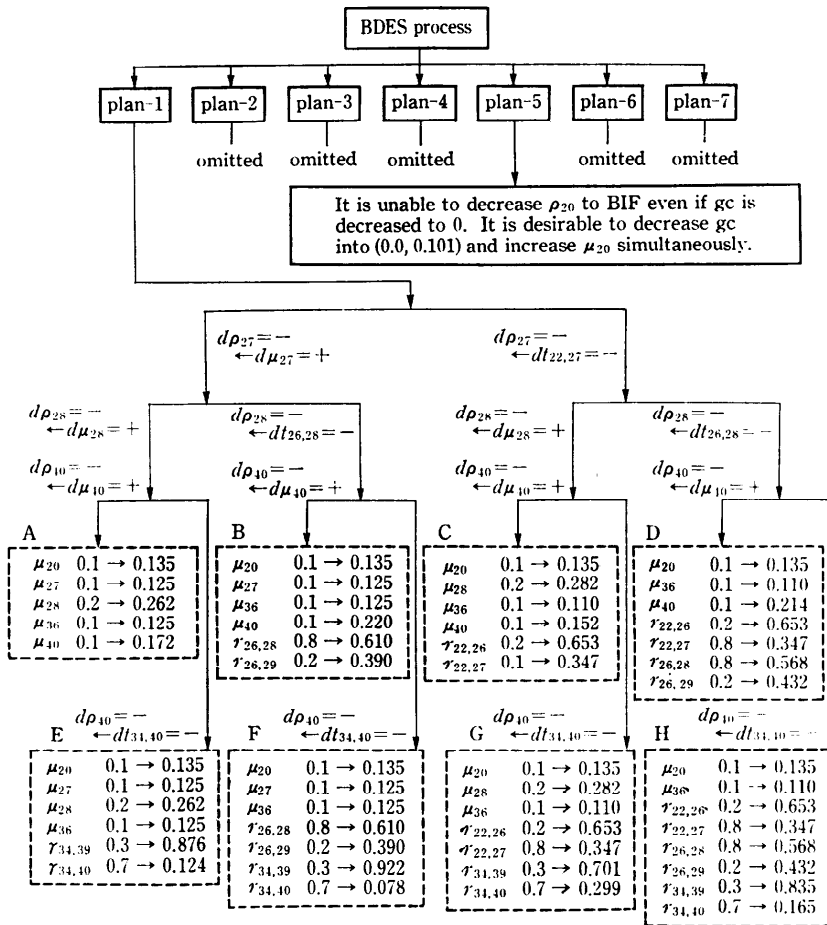 BDES process
plan-1 plan-2 plan-3 plan-4 plan-5 plan-6 plan-7
omitted omitted omitted omitted omitted
It is unable to decrease ρ20 to BIF even if gc is
decreased to 0. It is desirable to decrease gc
into (0.0, 0.101) and increase μ20 simultaneously.
dρ27=−
←dμ27=+
dρ27=−
←dt22,27=−
dρ28=−
←dμ28=+
dρ28=−
←dt26,28=−
dρ28=−
←dμ28=+
dρ28=−
←dt26,28=−
dρ40=−
←dμ40=+
dρ40=−
←dμ40=+
dρ40=−
←dμ40=+
dρ40=−
←dμ40=+
A
μ20 0.1 → 0.135
μ27 0.1 → 0.125
μ28 0.2 → 0.262
μ36 0.1 → 0.125
μ40 0.1 → 0.172
B
μ20 0.1 → 0.135
μ27 0.1 → 0.125
μ36 0.1 → 0.125
μ40 0.1 → 0.220
r26,28 0.8 → 0.610
r26,29 0.2 → 0.390
C
μ20 0.1 → 0.135
μ28 0.2 → 0.282
μ36 0.1 → 0.110
μ40 0.1 → 0.152
r22,26 0.2 → 0.653
r22,27 0.1 → 0.347
D
μ20 0.1 → 0.135
μ36 0.1 → 0.110
μ40 0.1 → 0.214
r22,26 0.2 → 0.653
r22,27 0.8 → 0.347
r26,28 0.8 → 0.568
r26,29 0.2 → 0.432
dρ40=−
←dt34,40=−
E
μ20 0.1 → 0.135
μ27 0.1 → 0.125
μ28 0.2 → 0.262
μ36 0.1 → 0.125
r34,39 0.3 → 0.876
r34,40 0.7 → 0.124
dρ40=−
←dt34,40=−
F
μ20 0.1 → 0.135
μ27 0.1 → 0.125
μ36 0.1 → 0.125
r26,28 0.8 → 0.610
r26,29 0.2 → 0.390
r34,39 0.3 → 0.922
r34,40 0.7 → 0.078
dρ40=−
←dt34,40=−
G
μ20 0.1 → 0.135
μ28 0.2 → 0.282
μ36 0.1 → 0.110
r22,26 0.2 → 0.653
r22,27 0.8 → 0.347
r34,39 0.3 → 0.701
r34,40 0.7 → 0.299
dρ40=−
←dt34,40=−
H
μ20 0.1 → 0.135
μ36 0.1 → 0.110
r22,26 0.2 → 0.653
r22,27 0.8 → 0.347
r26,28 0.8 → 0.568
r26,29 0.2 → 0.432
r34,39 0.3 → 0.835
r34,40 0.7 → 0.165